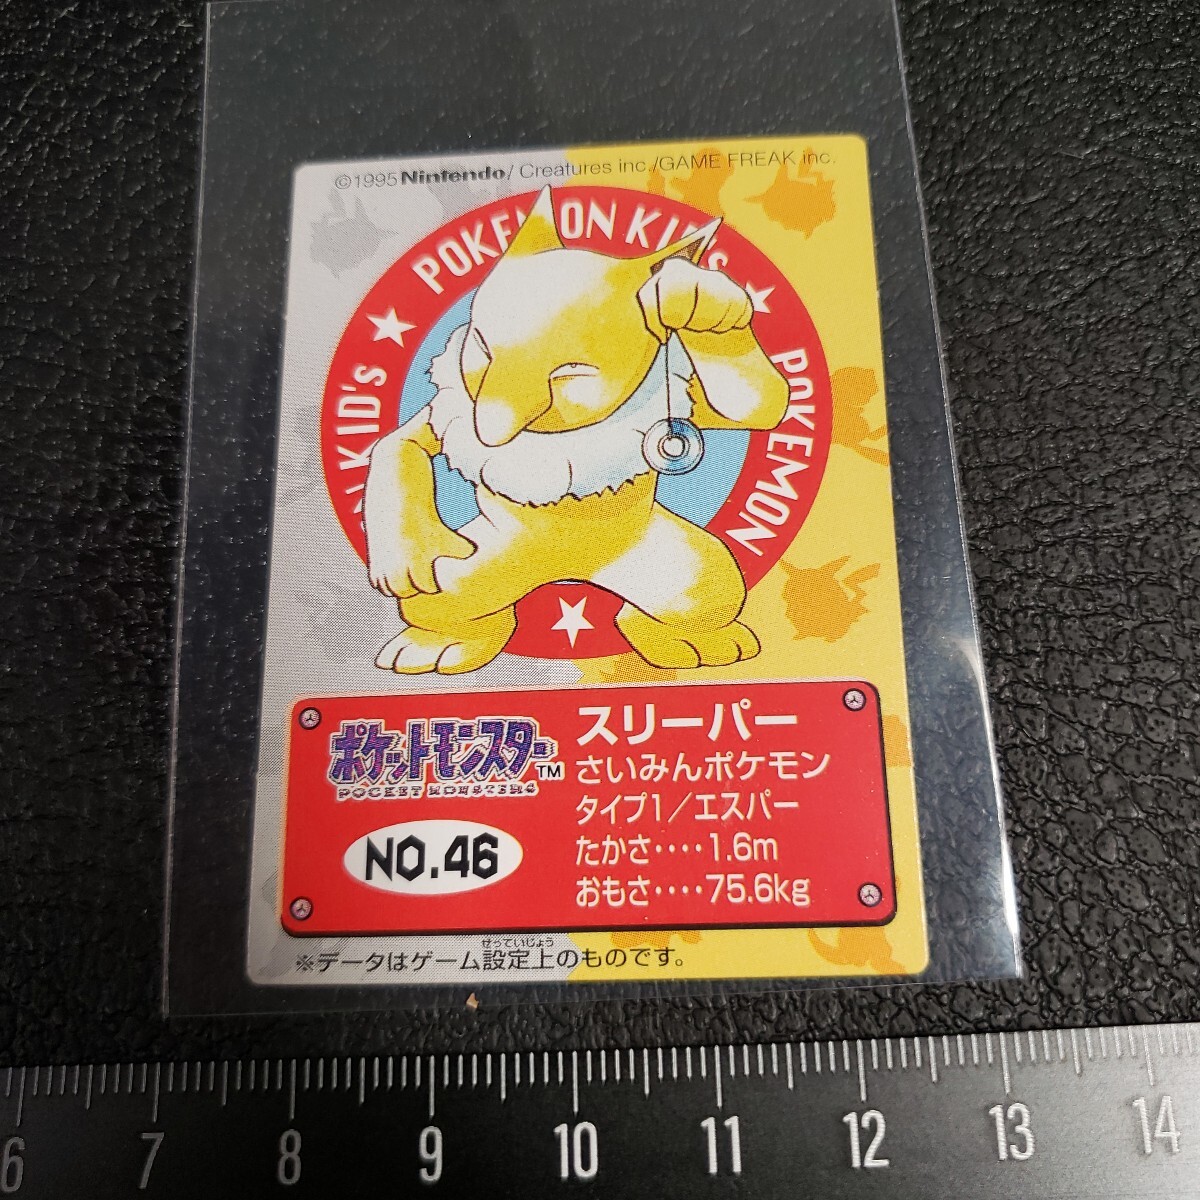 ©1995 Nintendo/Creatures inc./GAME FREAK inc.
POKEMON KID's ★ POKEMON
KID's ★
スリーパー
さいみんポケモン
タイプ1／エスパー
たかさ････1.6m
おもさ････75.6kg
ポケットモンスター™
POCKET MONSTERS
NO.46
せっていじょう
※データはゲーム設定上のものです。
6 7 8 9 10 11 12 13 14